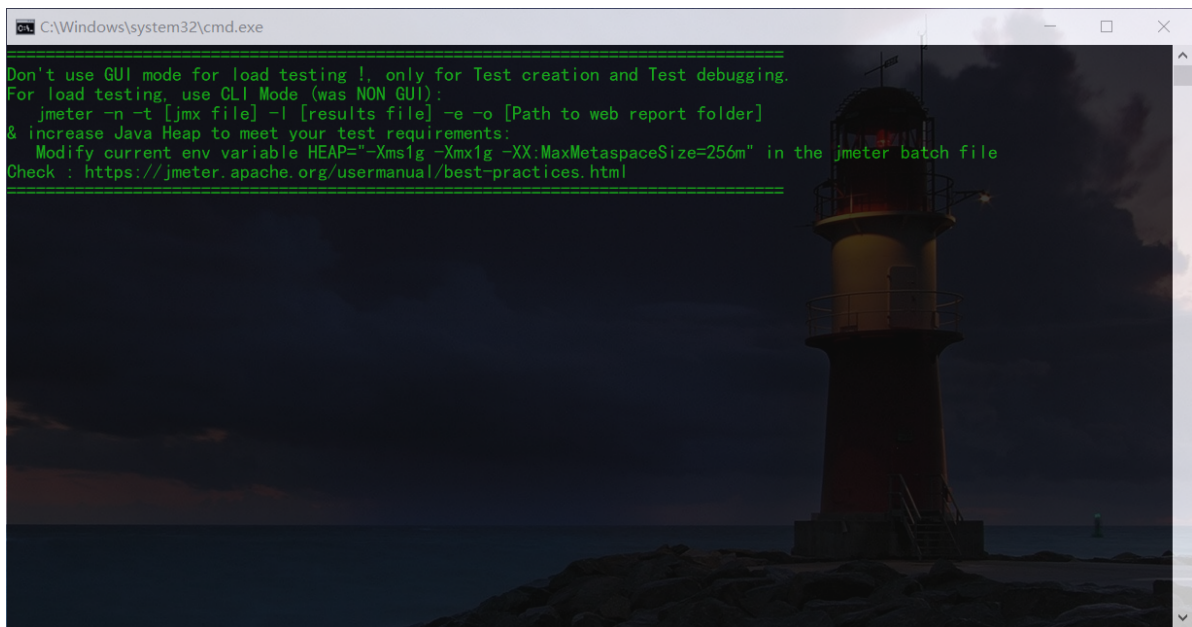 C:\Windows\system32\cmd.exe
================================================================================
Don't use GUI mode for load testing !, only for Test creation and Test debugging.
For load testing, use CLI Mode (was NON GUI):
   jmeter -n -t [jmx file] -l [results file] -e -o [Path to web report folder]
& increase Java Heap to meet your test requirements:
   Modify current env variable HEAP="-Xms1g -Xmx1g -XX:MaxMetaspaceSize=256m" in the jmeter batch file
Check : https://jmeter.apache.org/usermanual/best-practices.html
================================================================================